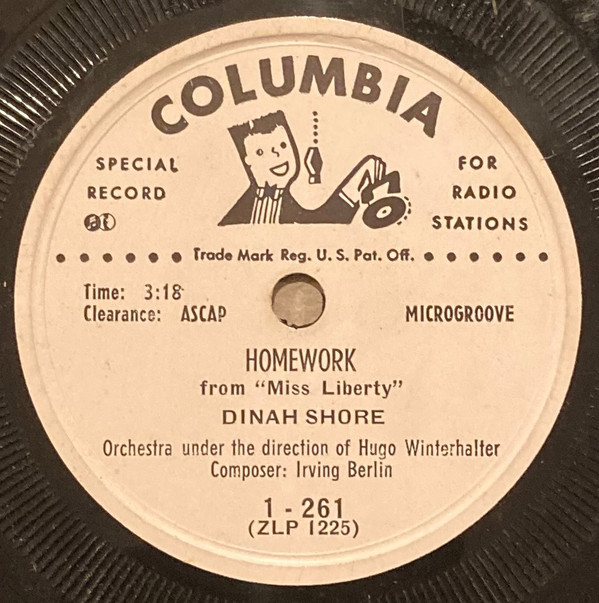 COLUMBIA
SPECIAL
RECORD
FOR
RADIO
STATIONS
Trade Mark Reg. U. S. Pat. Off.
Time: 3:18
Clearance: ASCAP
MICROGROOVE
HOMEWORK
from "Miss Liberty"
DINAH SHORE
Orchestra under the direction of Hugo Winterhalter
Composer: Irving Berlin
1 - 261
(ZLP 1225)